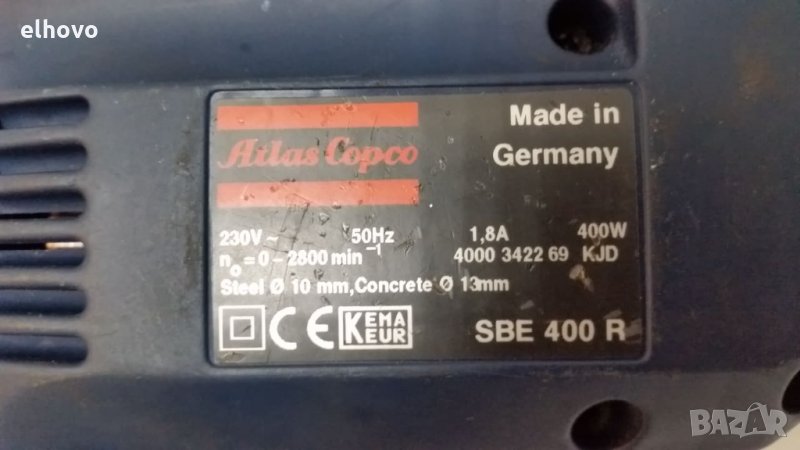 elhovo
Atlas Copco
Made in
Germany
230V ~ 50Hz 1,8A 400W
n₀ = 0 – 2800 min⁻¹ 4000 3422 69 KJD
Steel Ø 10 mm, Concrete Ø 13mm
CE KEMA
KEUR
SBE 400 R
BAZAR